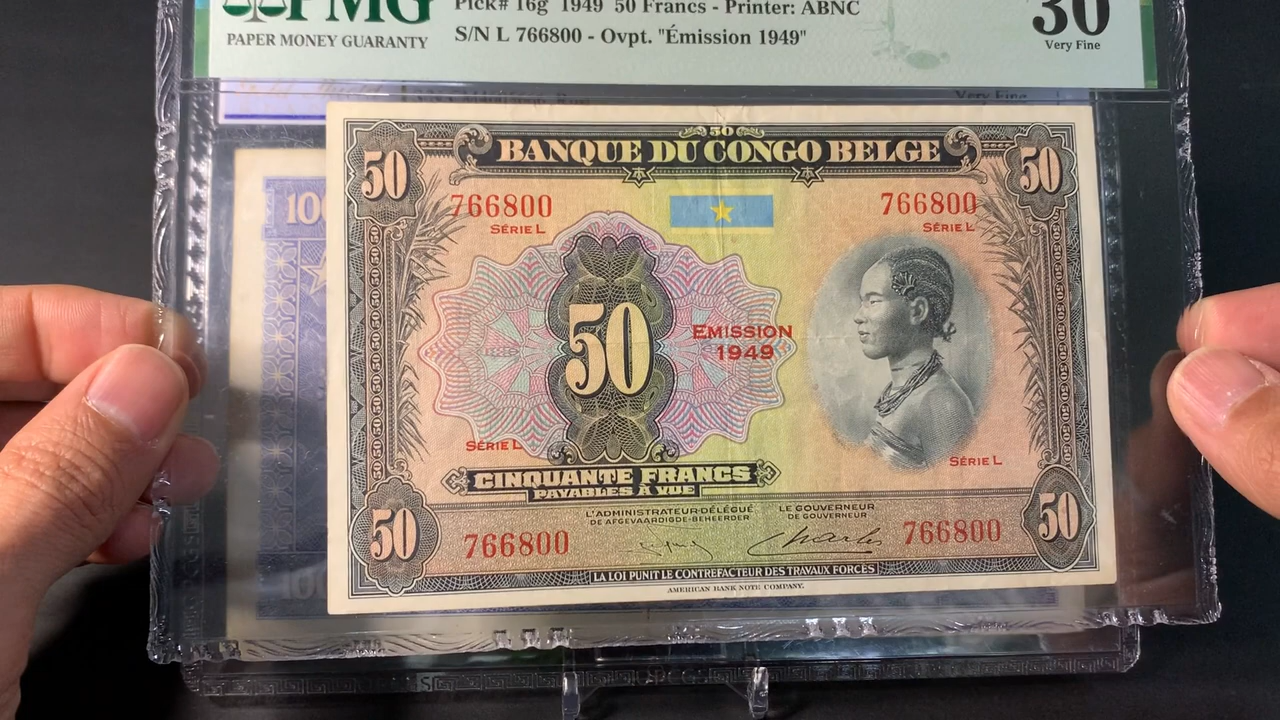 PMG
PAPER MONEY GUARANTY
Pick# 16g 1949 50 Francs - Printer: ABNC
S/N L 766800 - Ovpt. "Émission 1949"
30
Very Fine
Very Fine
100
50
50
BANQUE DU CONGO BELGE
50
766800
SÉRIE L
766800
SÉRIE L
50
EMISSION
1949
SÉRIE L
SÉRIE L
CINQUANTE FRANCS
PAYABLES À VUE
L'ADMINISTRATEUR-DÉLÉGUÉ
DE AFGEVAARDIGDE-BEHEERDER
LE GOUVERNEUR
DE GOUVERNEUR
50
766800
766800
50
LA LOI PUNIT LE CONTREFACTEUR DES TRAVAUX FORCÉS
AMERICAN BANK NOTE COMPANY.